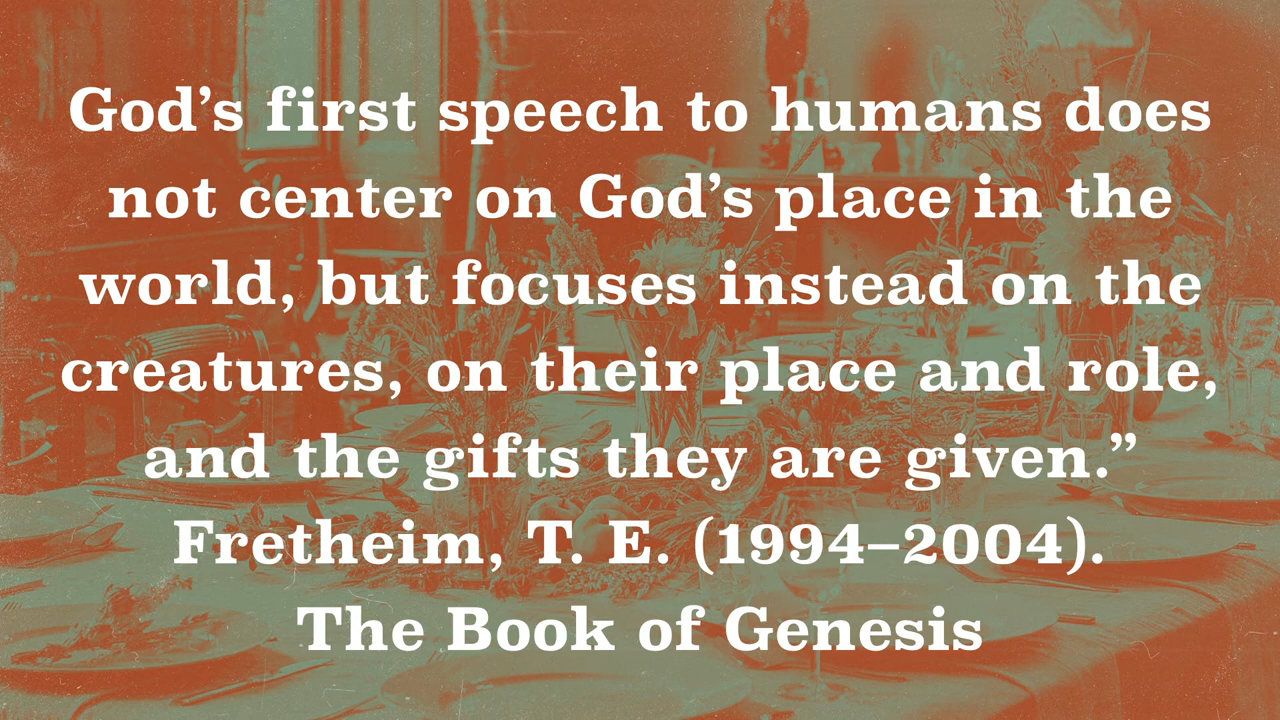 God’s first speech to humans does
not center on God’s place in the
world, but focuses instead on the
creatures, on their place and role,
and the gifts they are given.”
Fretheim, T. E. (1994–2004).
The Book of Genesis